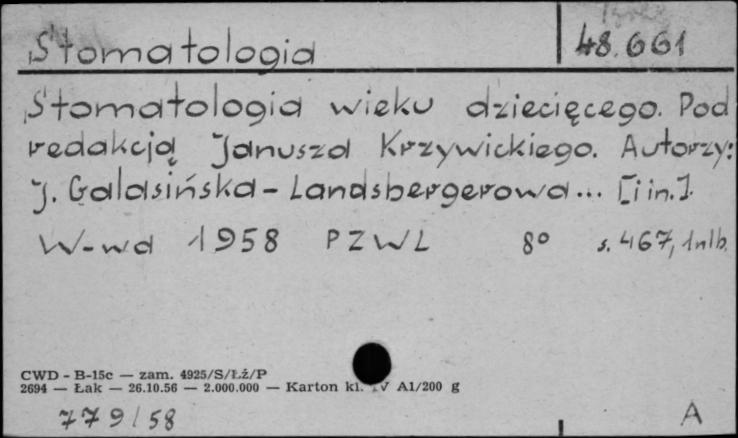 Stomatologia 48.661
Stomatologia wieku dziecięcego. Pod
redakcją Janusza Krzywickiego. Autorzy:
J. Galasińska-Landsbergerowa... [i in.].
W-wa 1958 PZWL 8° s. 467, 1nlb.
CWD - B-15c — zam. 4925/S/Łż/P
2694 — Łak — 26.10.56 — 2.000.000 — Karton kl. IV A1/200 g
779/58 A